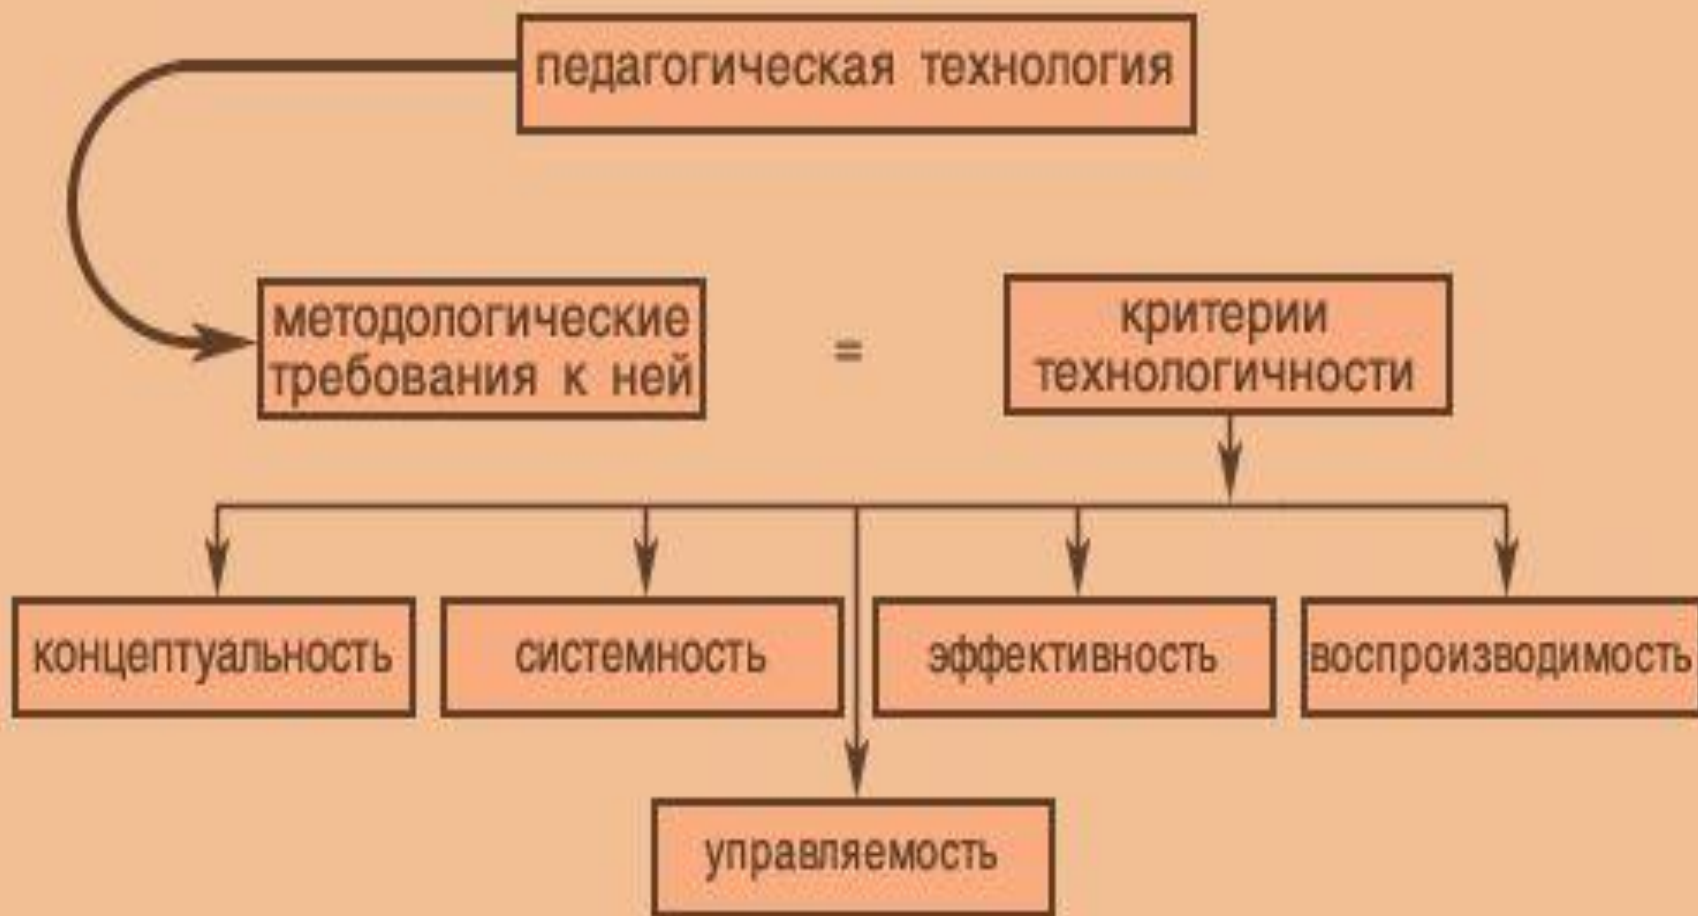 педагогическая технология
методологические
требования к ней
=
критерии
технологичности
концептуальность
системность
эффективность
воспроизводимость
управляемость